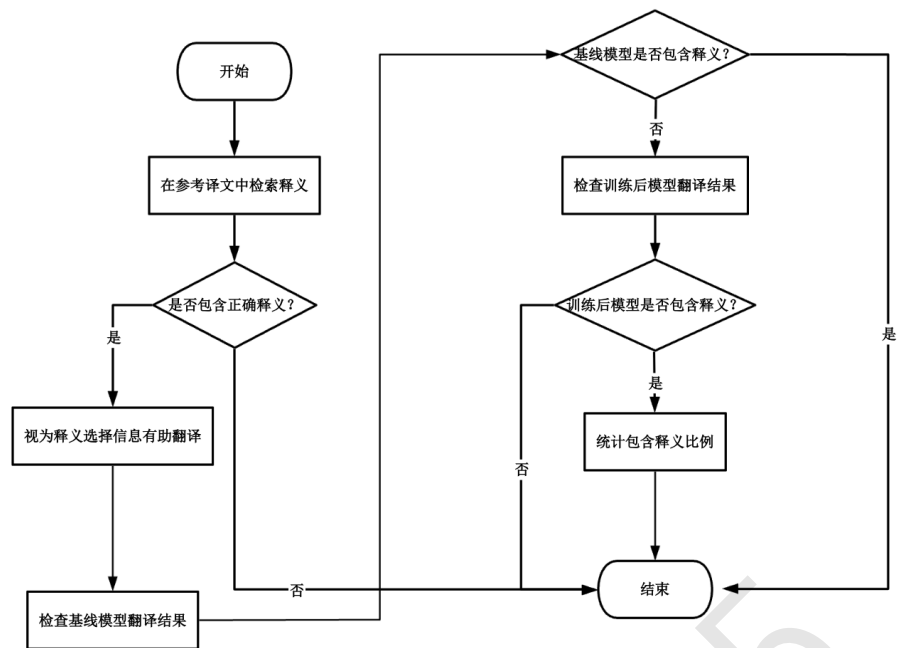 开始
在参考译文中检索释义
是否包含正确释义?
是
视为释义选择信息有助翻译
检查基线模型翻译结果
否
基线模型是否包含释义?
否
检查训练后模型翻译结果
训练后模型是否包含释义?
是
统计包含释义比例
否
结束
是